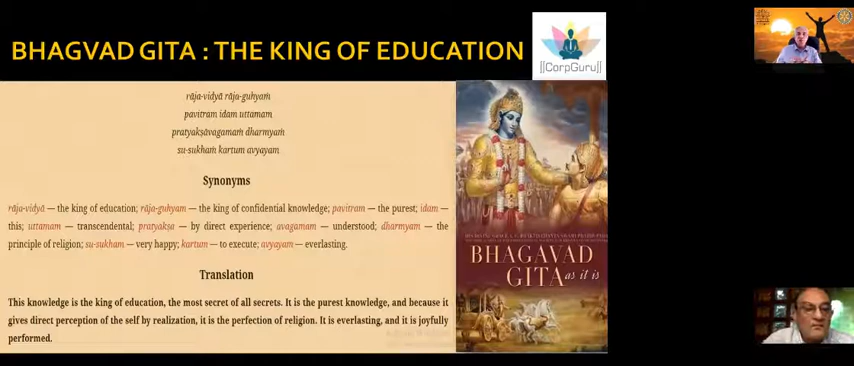 BHAGVAD GITA : THE KING OF EDUCATION
||CorpGuru||
rāja-vidyā rāja-guhyaṁ
pavitram idam uttamam
pratyakṣāvagamaṁ dharmyaṁ
su-sukhaṁ kartum avyayam
Synonyms
rāja-vidyā — the king of education; rāja-guhyam — the king of confidential knowledge; pavitram — the purest; idam —
this; uttamam — transcendental; pratyakṣa — by direct experience; avagamam — understood; dharmyam — the
principle of religion; su-sukham — very happy; kartum — to execute; avyayam — everlasting.
Translation
This knowledge is the king of education, the most secret of all secrets. It is the purest knowledge, and because it
gives direct perception of the self by realization, it is the perfection of religion. It is everlasting, and it is joyfully
performed.
BHAGAVAD
GITA as it is